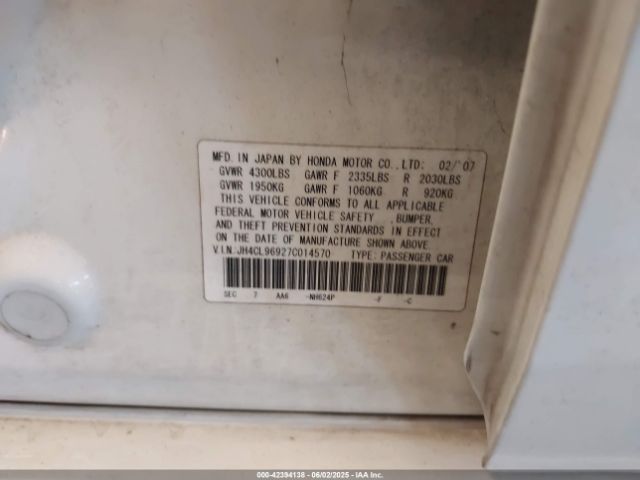 MFD. IN JAPAN BY HONDA MOTOR CO., LTD: 02/'07
GVWR 4300LBS GAWR F 2335LBS R 2030LBS
GVWR 1950KG GAWR F 1060KG R 920KG
THIS VEHICLE CONFORMS TO ALL APPLICABLE
FEDERAL MOTOR VEHICLE SAFETY , BUMPER,
AND THEFT PREVENTION STANDARDS IN EFFECT
ON THE DATE OF MANUFACTURE SHOWN ABOVE.
V.I.N. JH4CL96927C014570 TYPE: PASSENGER CAR
SEC 7 AA6 -NH624P -F -C
000-42394138 - 06/02/2025 - IAA Inc.